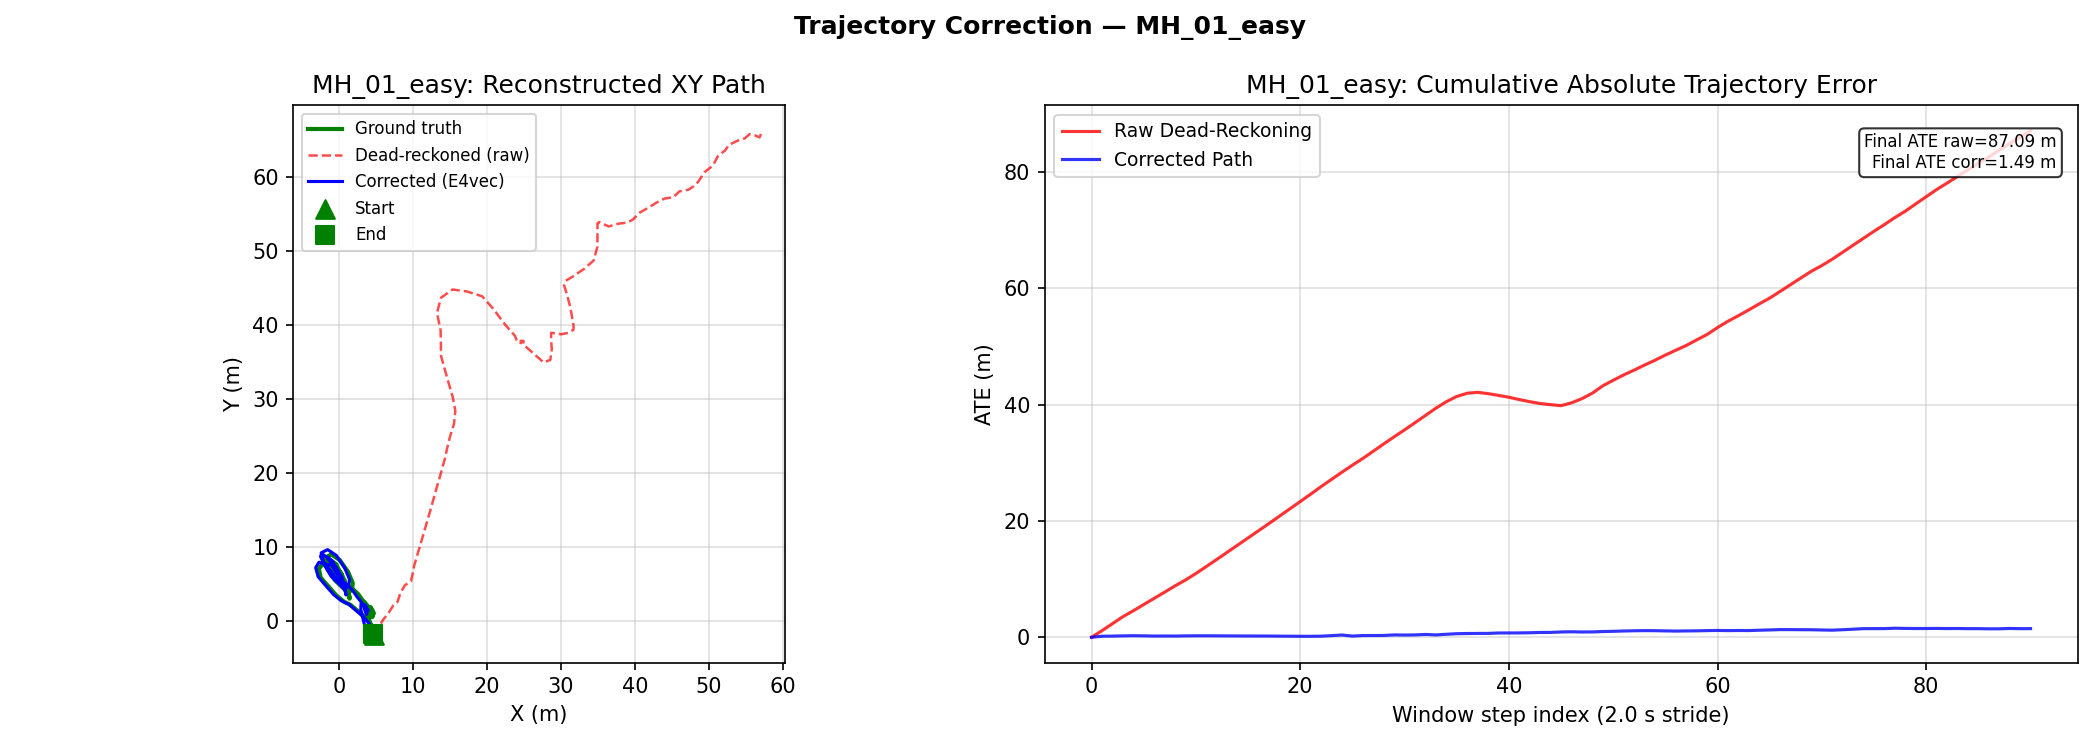 Trajectory Correction — MH_01_easy
MH_01_easy: Reconstructed XY Path
Ground truth
Dead-reckoned (raw)
Corrected (E4vec)
Start
End
Y (m)
60
50
40
30
20
10
0
0 10 20 30 40 50 60
X (m)
MH_01_easy: Cumulative Absolute Trajectory Error
Raw Dead-Reckoning
Corrected Path
Final ATE raw=87.09 m
Final ATE corr=1.49 m
ATE (m)
80
60
40
20
0
0 20 40 60 80
Window step index (2.0 s stride)